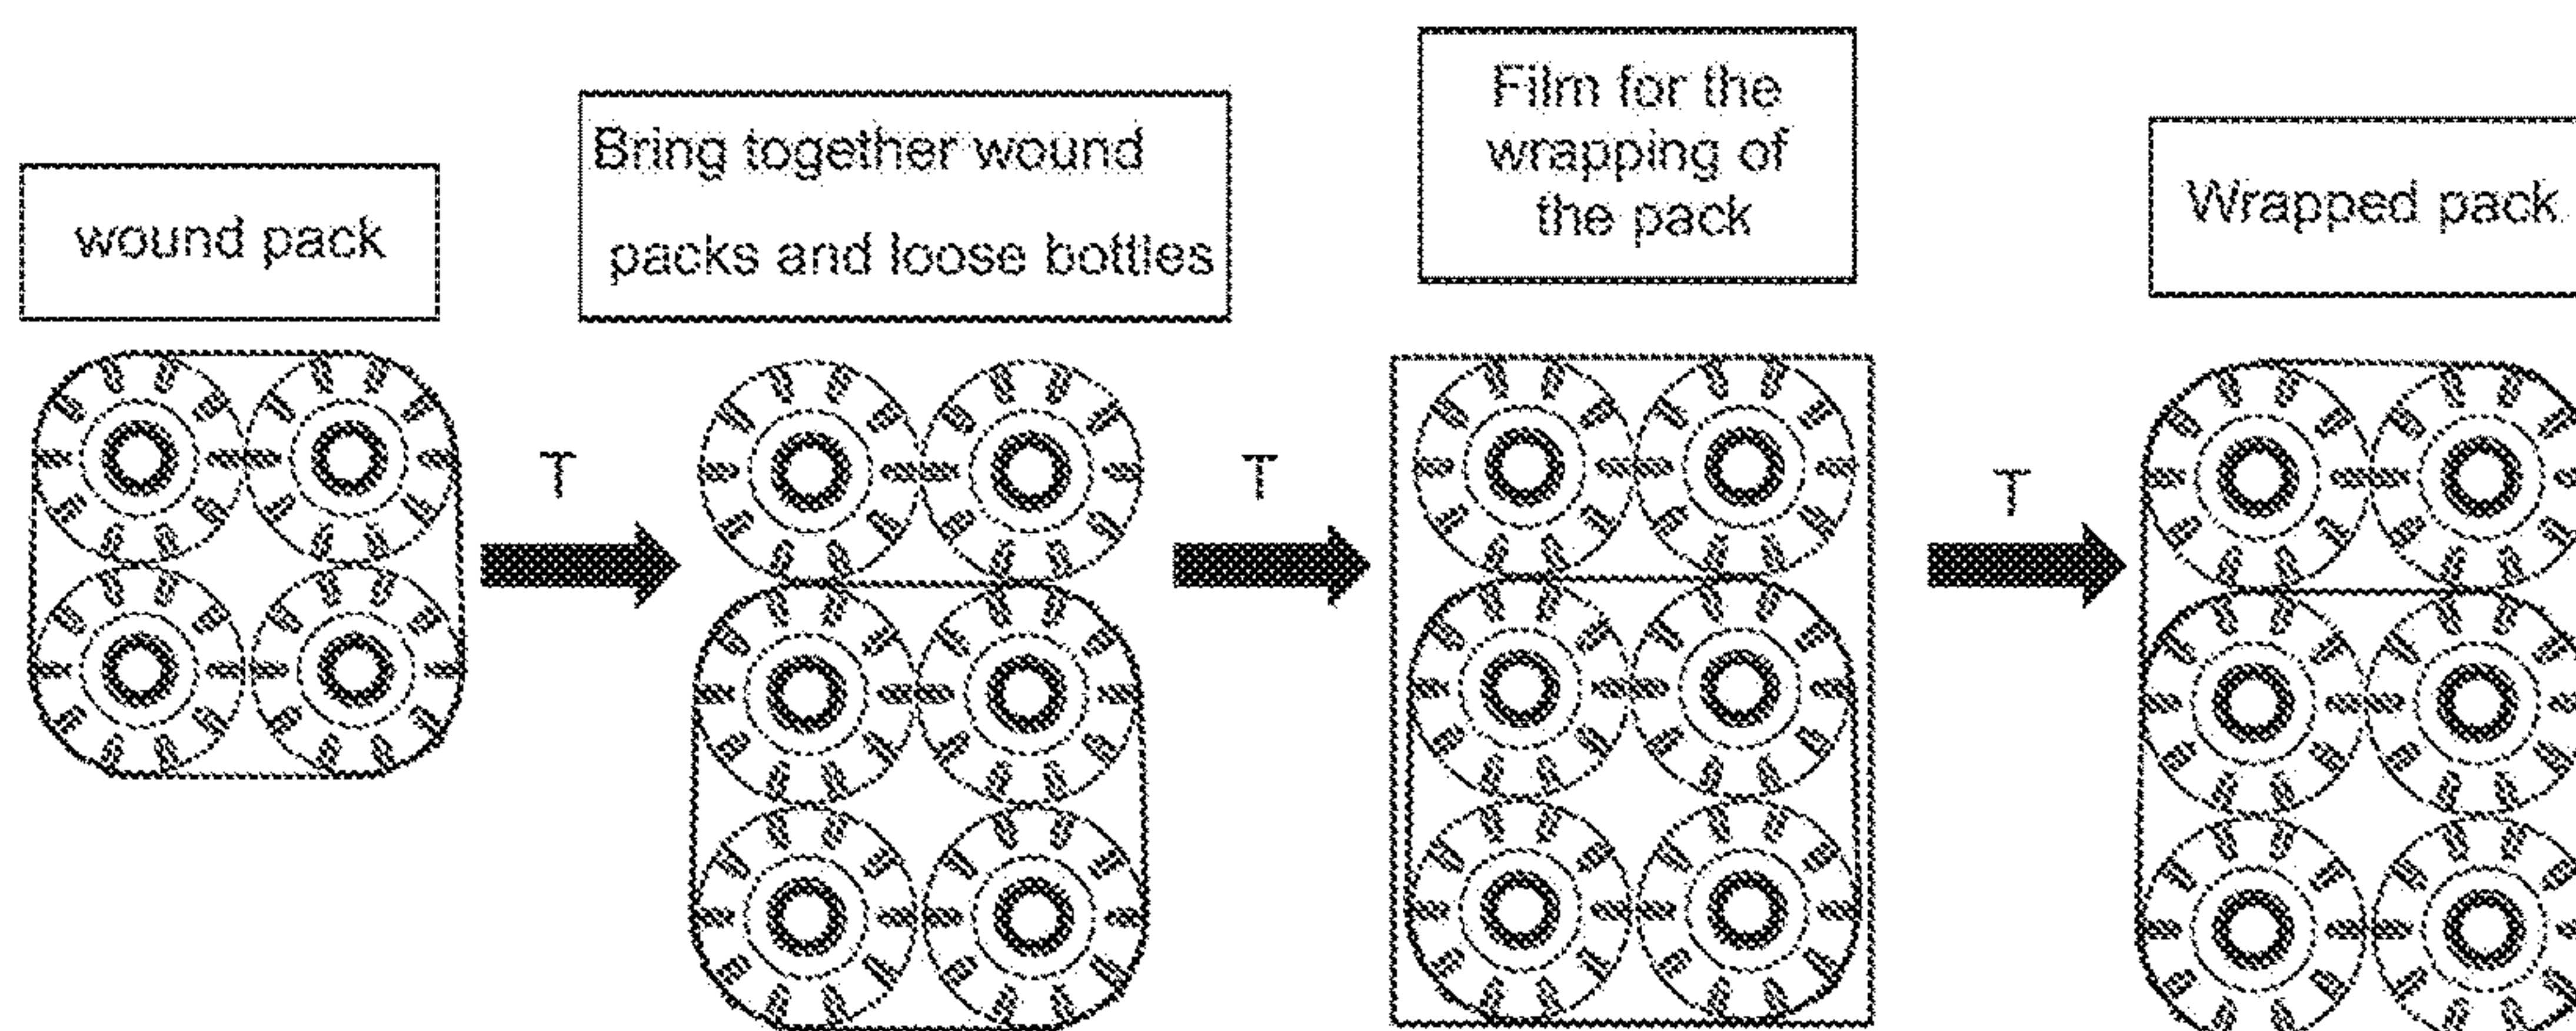 wound pack
Bring together wound
packs and loose bottles
Film for the
wrapping of
the pack
Wrapped pack
T
T
T